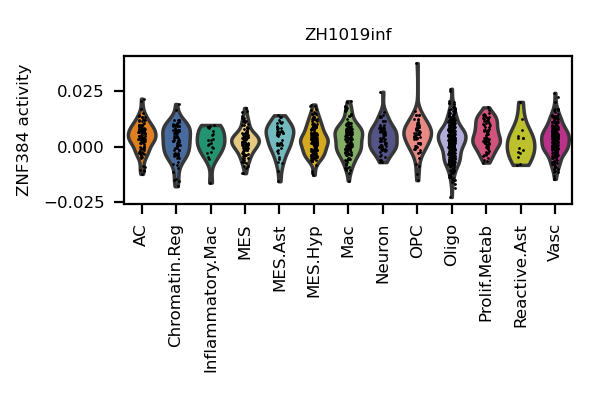 ZH1019inf
ZNF384 activity
0.025
0.000
−0.025
AC
Chromatin.Reg
Inflammatory.Mac
MES
MES.Ast
MES.Hyp
Mac
Neuron
OPC
Oligo
Prolif.Metab
Reactive.Ast
Vasc